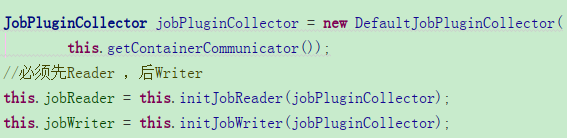 JobPluginCollector jobPluginCollector = new DefaultJobPluginCollector(
this.getContainerCommunicator());
//必须先Reader ，后Writer
this.jobReader = this.initJobReader(jobPluginCollector);
this.jobWriter = this.initJobWriter(jobPluginCollector);